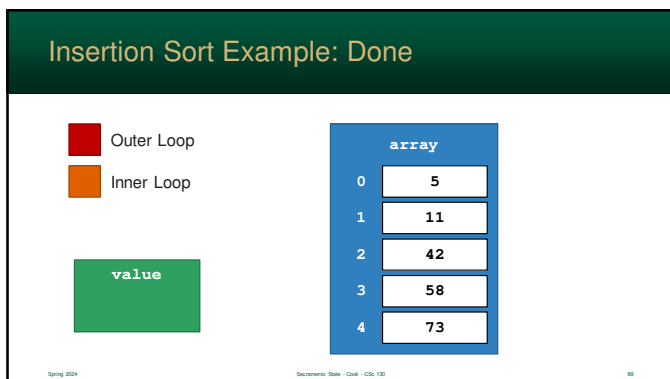 Insertion Sort Example: Done
Outer Loop
Inner Loop
value
array
0 5
1 11
2 42
3 58
4 73
Spring 2024 Sacramento State - Cook - CSc 130 89